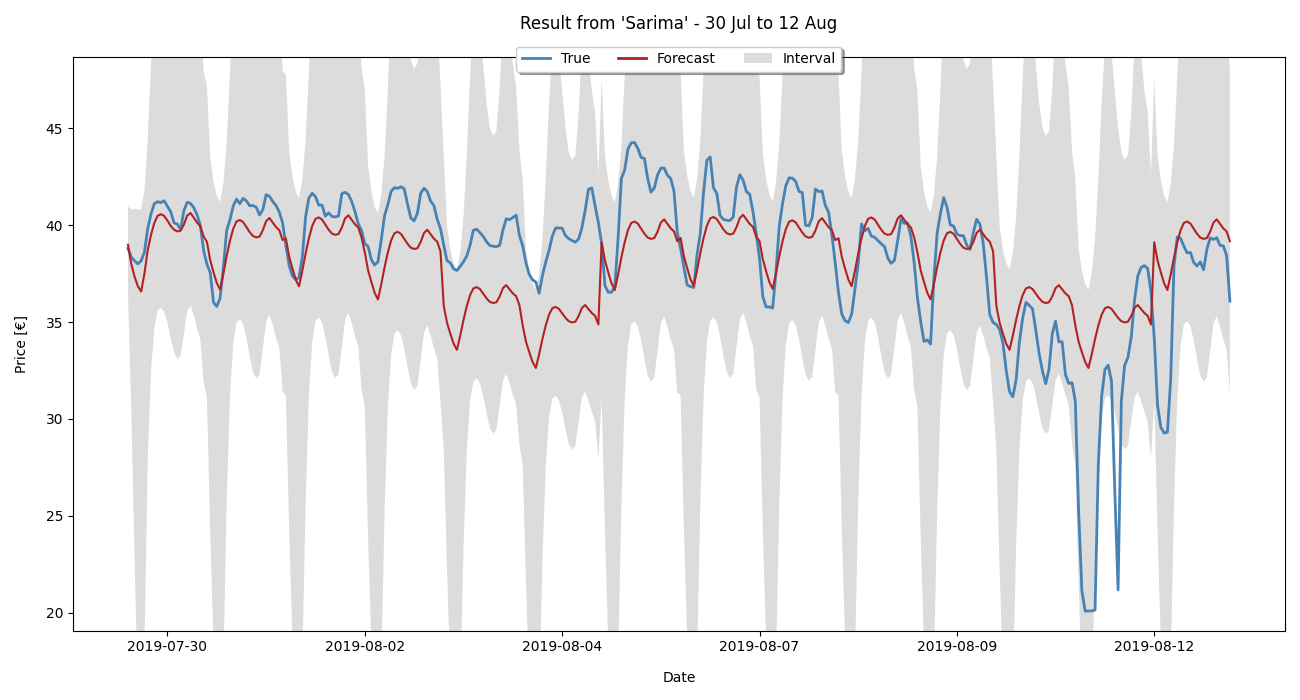 Result from 'Sarima' - 30 Jul to 12 Aug
True Forecast Interval
45
40
35
30
25
20
Price [€]
2019-07-30 2019-08-02 2019-08-04 2019-08-07 2019-08-09 2019-08-12
Date